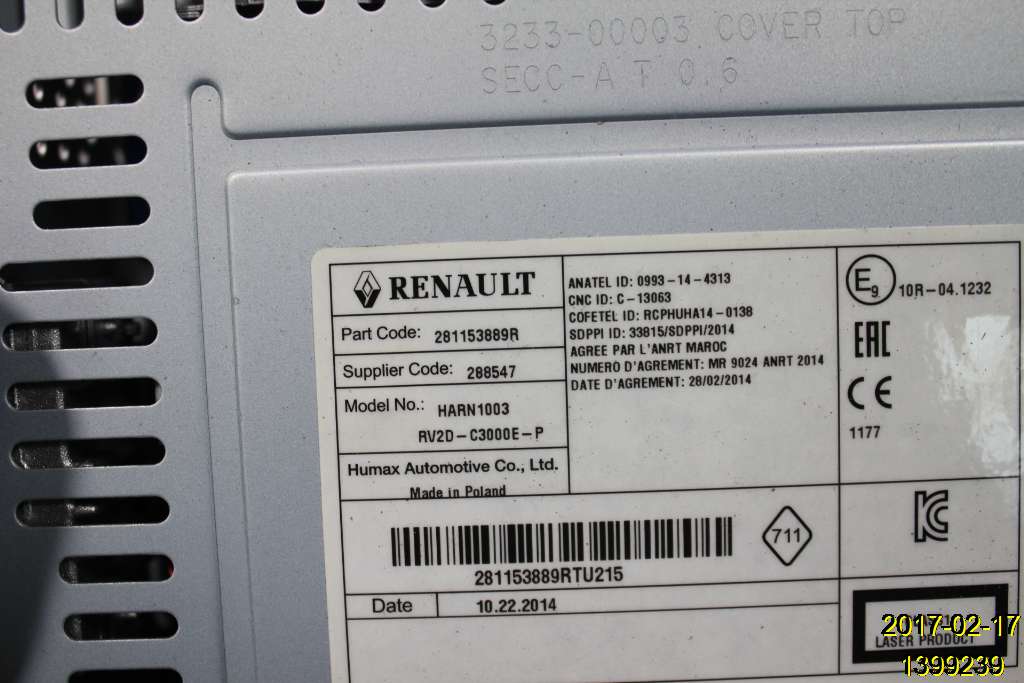 3233-00003 COVER TOP
SECC-A T 0.6
RENAULT
Part Code: 281153889R
Supplier Code: 288547
Model No.: HARN1003
RV2D-C3000E-P
Humax Automotive Co., Ltd.
Made in Poland
ANATEL ID: 0993-14-4313
CNC ID: C-13063
COFETEL ID: RCPHUHA14-0138
SDPPI ID: 33815/SDPPI/2014
AGREE PAR L'ANRT MAROC
NUMERO D'AGREMENT: MR 9024 ANRT 2014
DATE D'AGREMENT: 28/02/2014
E9 10R-04.1232
EAC
CE
1177
711
281153889RTU215
KC
Date 10.22.2014
LASER PRODUCT
2017-02-17
1399239